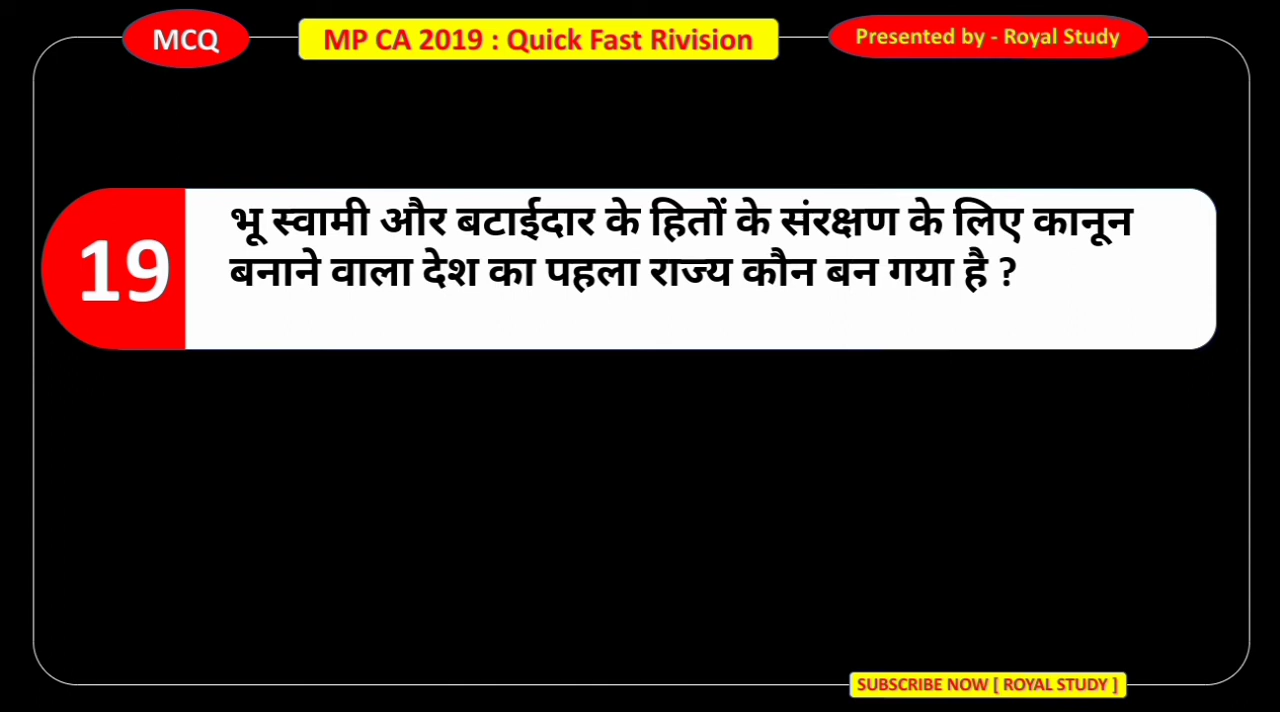 MCQ
MP CA 2019 : Quick Fast Rivision
Presented by - Royal Study
19
भू स्वामी और बटाईदार के हितों के संरक्षण के लिए कानून
बनाने वाला देश का पहला राज्य कौन बन गया है ?
SUBSCRIBE NOW [ ROYAL STUDY ]